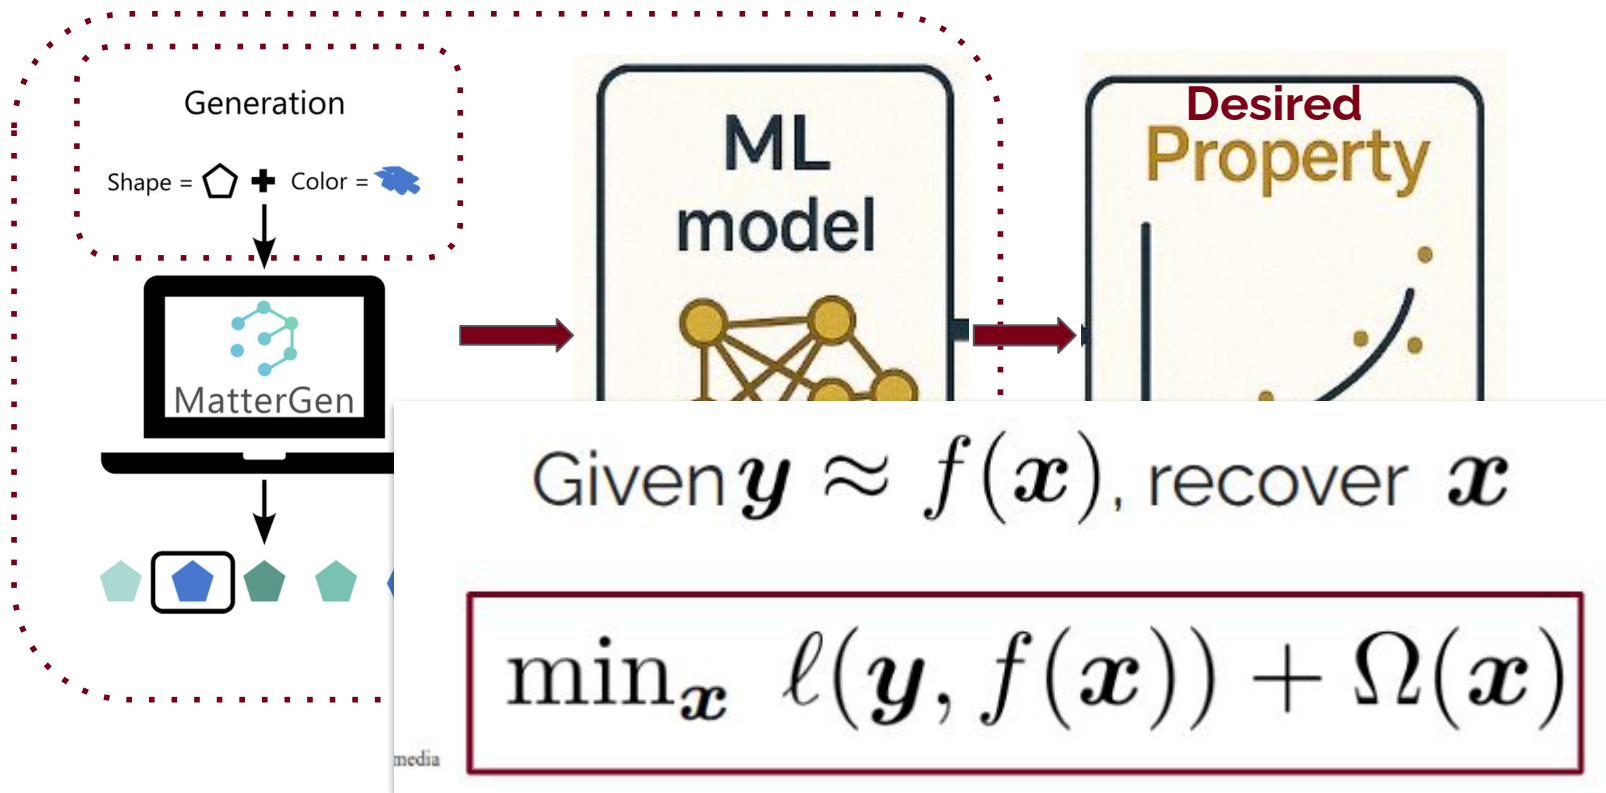 Generation
Shape = + Color =
MatterGen
ML
model
Desired
Property
Given y ≈ f(x), recover x
min_x ℓ(y, f(x)) + Ω(x)
media